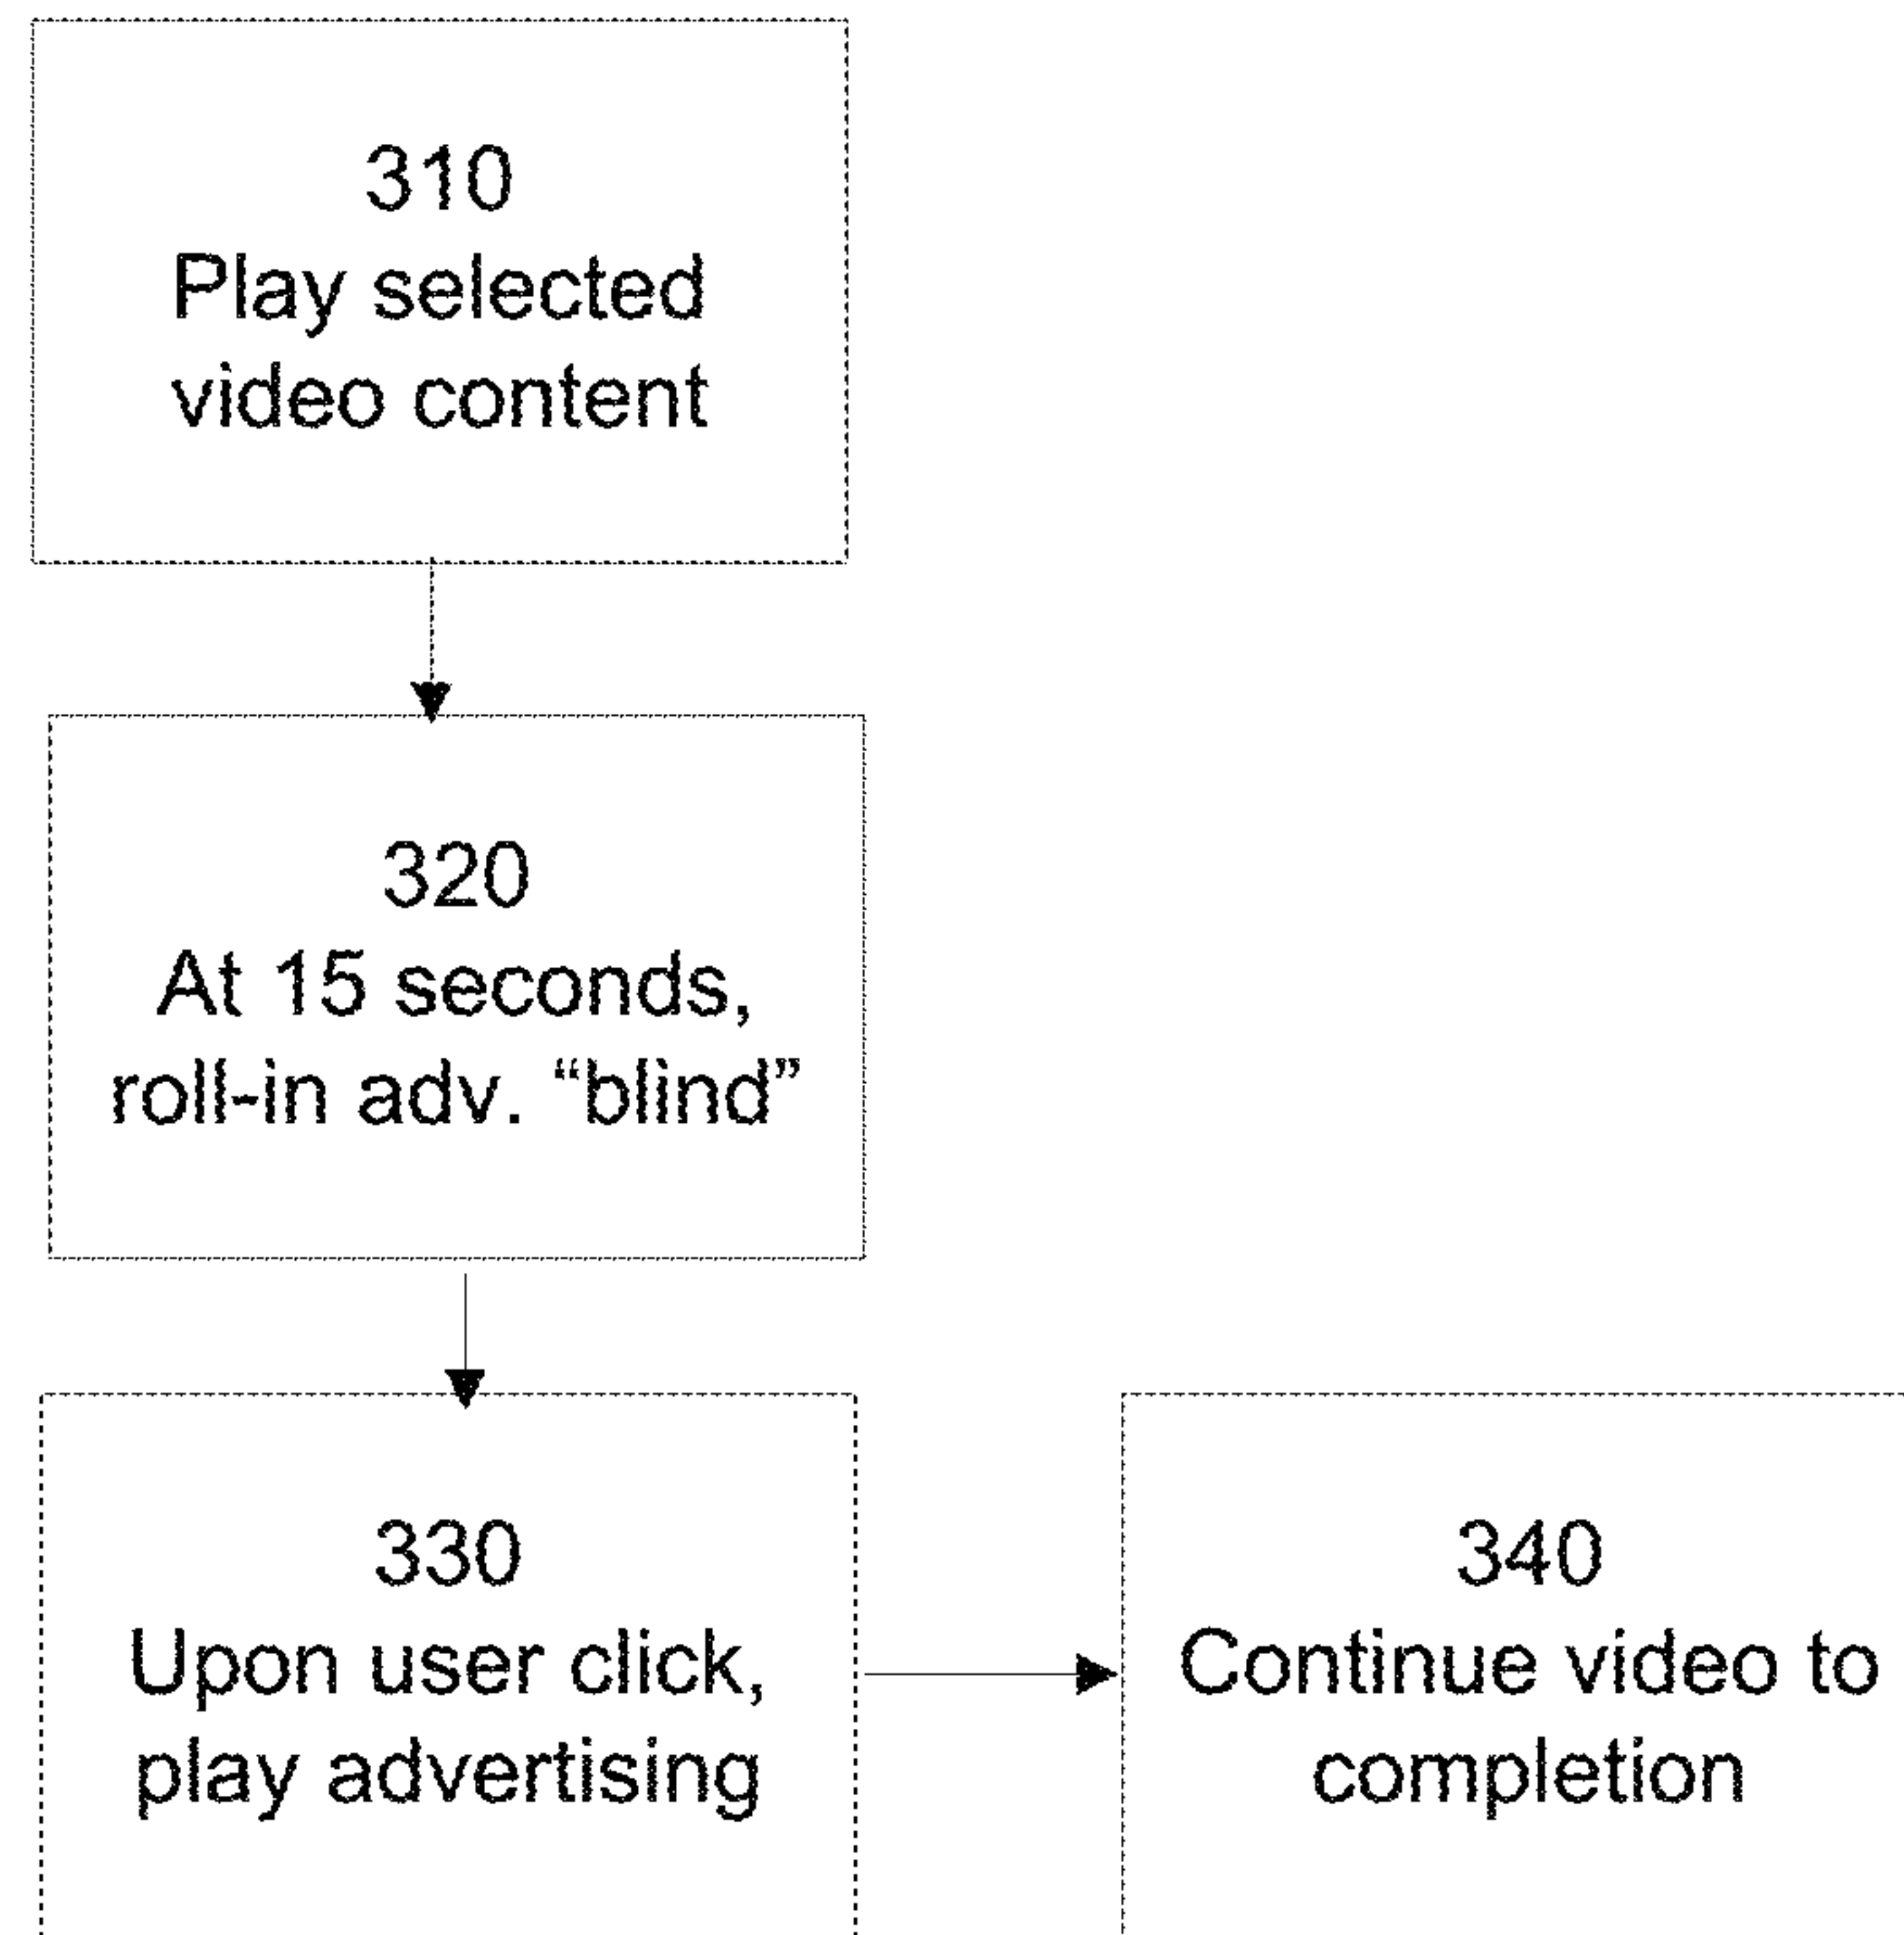 310
Play selected
video content
320
At 15 seconds,
roll-in adv. “blind”
330
Upon user click,
play advertising
340
Continue video to
completion